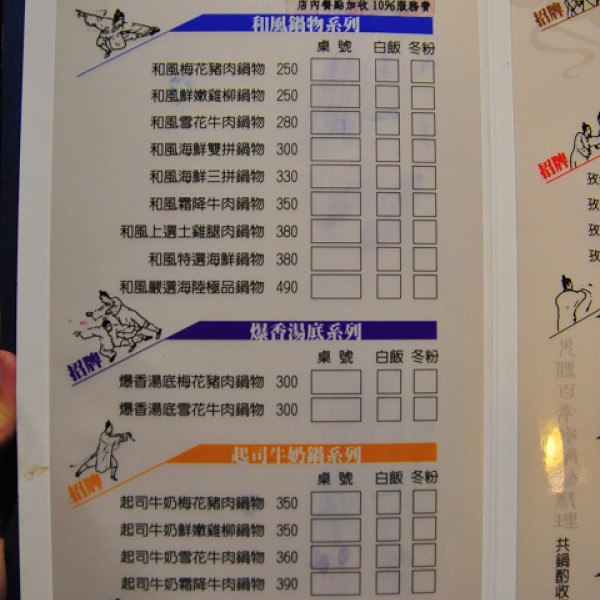 店內餐點加收10%服務費
和風鍋物系列
桌 號 白飯 冬粉
和風梅花豬肉鍋物 250
和風鮮嫩雞柳鍋物 250
和風雪花牛肉鍋物 280
和風海鮮雙拼鍋物 300
和風海鮮三拼鍋物 330
和風霜降牛肉鍋物 350
和風上選土雞腿肉鍋物 380
和風特選海鮮鍋物 380
和風嚴選海陸極品鍋物 490
招牌
爆香湯底系列
桌 號 白飯 冬粉
爆香湯底梅花豬肉鍋物 300
爆香湯底雪花牛肉鍋物 300
招牌
起司牛奶鍋系列
桌 號 白飯 冬粉
起司牛奶梅花豬肉鍋物 350
起司牛奶鮮嫩雞柳鍋物 350
起司牛奶雪花牛肉鍋物 360
起司牛奶霜降牛肉鍋物 390
招牌
招牌
共鍋酌收